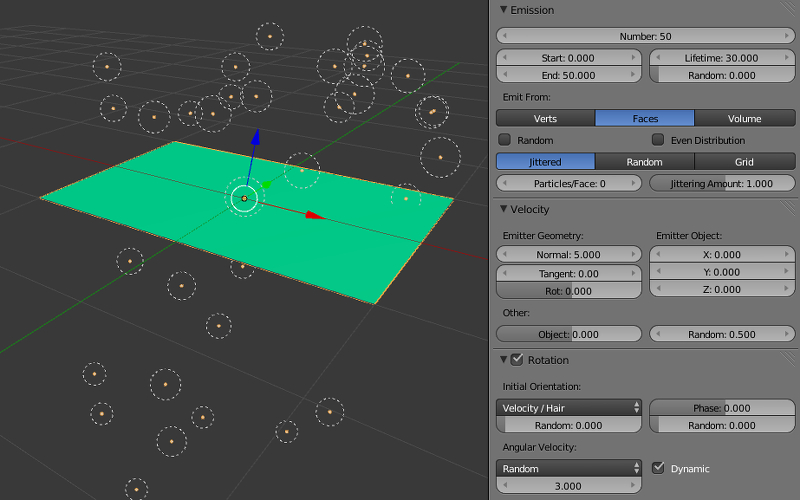 Emission
Number: 50
Start: 0.000 Lifetime: 30.000
End: 50.000 Random: 0.000
Emit From:
Verts Faces Volume
Random Even Distribution
Jittered Random Grid
Particles/Face: 0 Jittering Amount: 1.000
Velocity
Emitter Geometry: Emitter Object:
Normal: 5.000 X: 0.000
Tangent: 0.00 Y: 0.000
Rot: 0.000 Z: 0.000
Other:
Object: 0.000 Random: 0.500
Rotation
Initial Orientation:
Velocity / Hair Phase: 0.000
Random: 0.000 Random: 0.000
Angular Velocity:
Random Dynamic
3.000